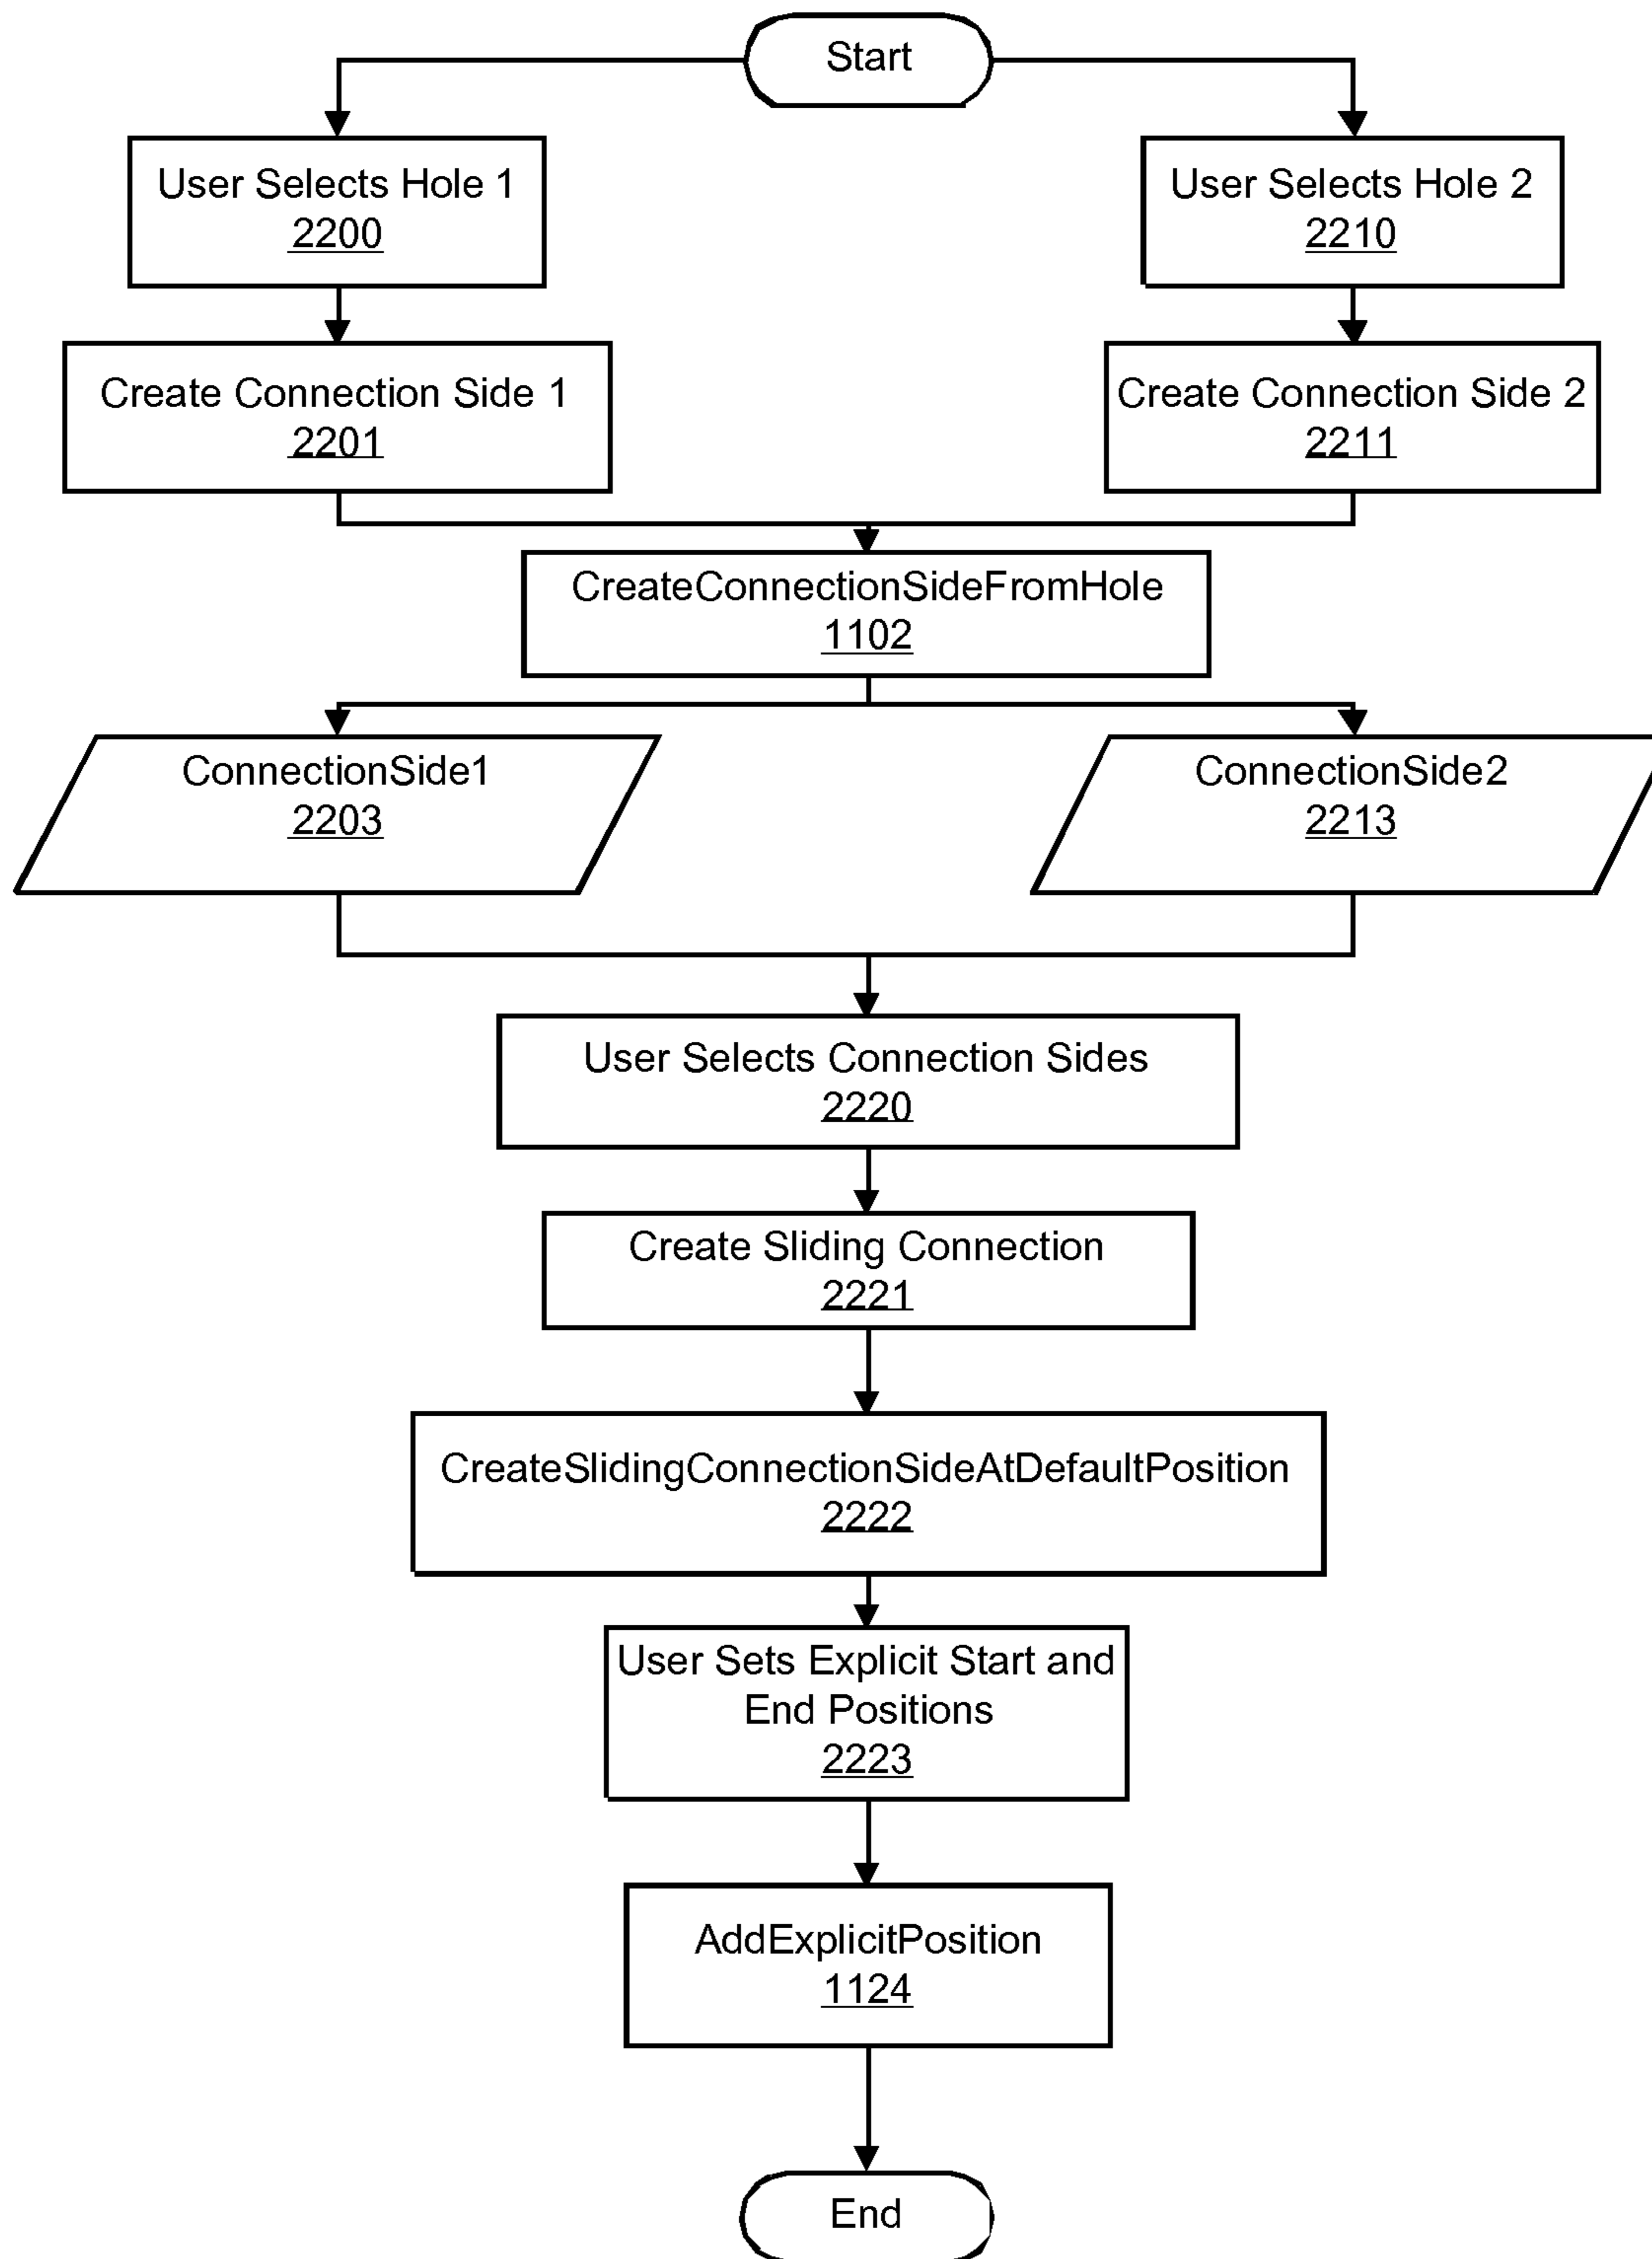 Start
User Selects Hole 1
2200
User Selects Hole 2
2210
Create Connection Side 1
2201
Create Connection Side 2
2211
CreateConnectionSideFromHole
1102
ConnectionSide1
2203
ConnectionSide2
2213
User Selects Connection Sides
2220
Create Sliding Connection
2221
CreateSlidingConnectionSideAtDefaultPosition
2222
User Sets Explicit Start and
End Positions
2223
AddExplicitPosition
1124
End